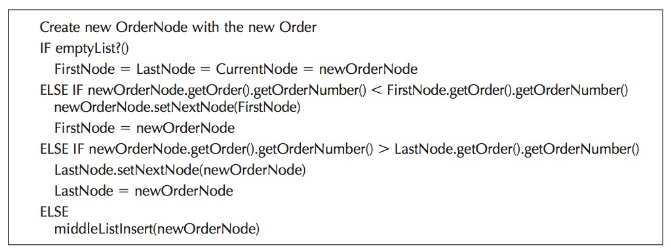 Create new OrderNode with the new Order
IF emptyList?()
FirstNode = LastNode = CurrentNode = newOrderNode
ELSE IF newOrderNode.getOrder().getOrderNumber() < FirstNode.getOrder().getOrderNumber()
newOrderNode.setNextNode(FirstNode)
FirstNode = newOrderNode
ELSE IF newOrderNode.getOrder().getOrderNumber() > LastNode.getOrder().getOrderNumber()
LastNode.setNextNode(newOrderNode)
LastNode = newOrderNode
ELSE
middleListInsert(newOrderNode)